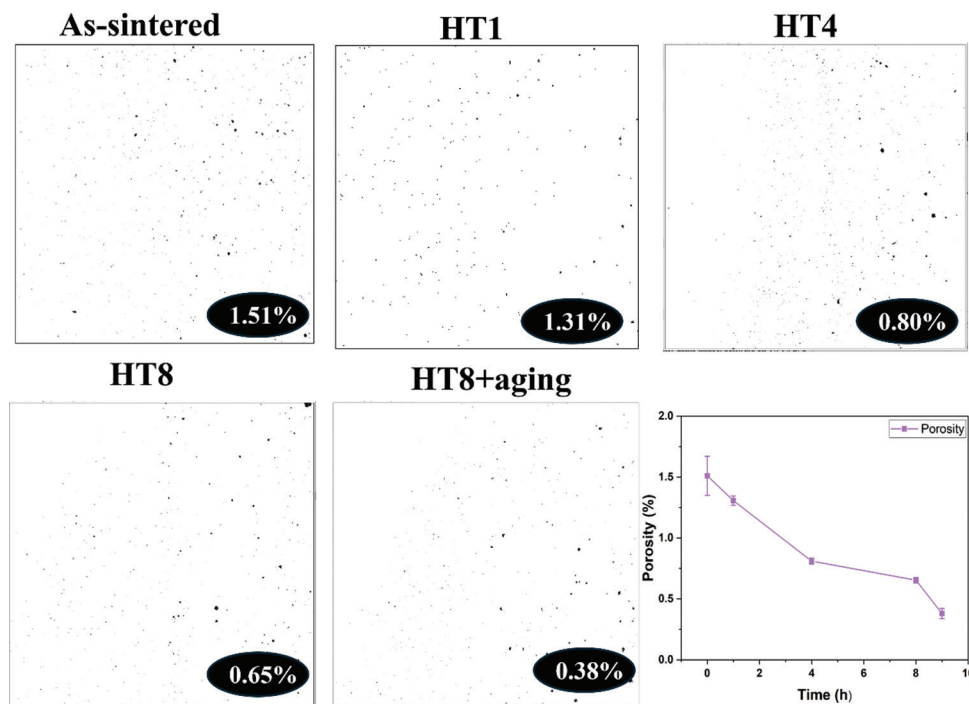 As-sintered
HT1
HT4
1.51%
1.31%
0.80%
HT8
HT8+aging
0.65%
0.38%
2.0
1.5
1.0
0.5
0.0
Porosity (%)
Porosity
0
2
4
6
8
10
Time (h)